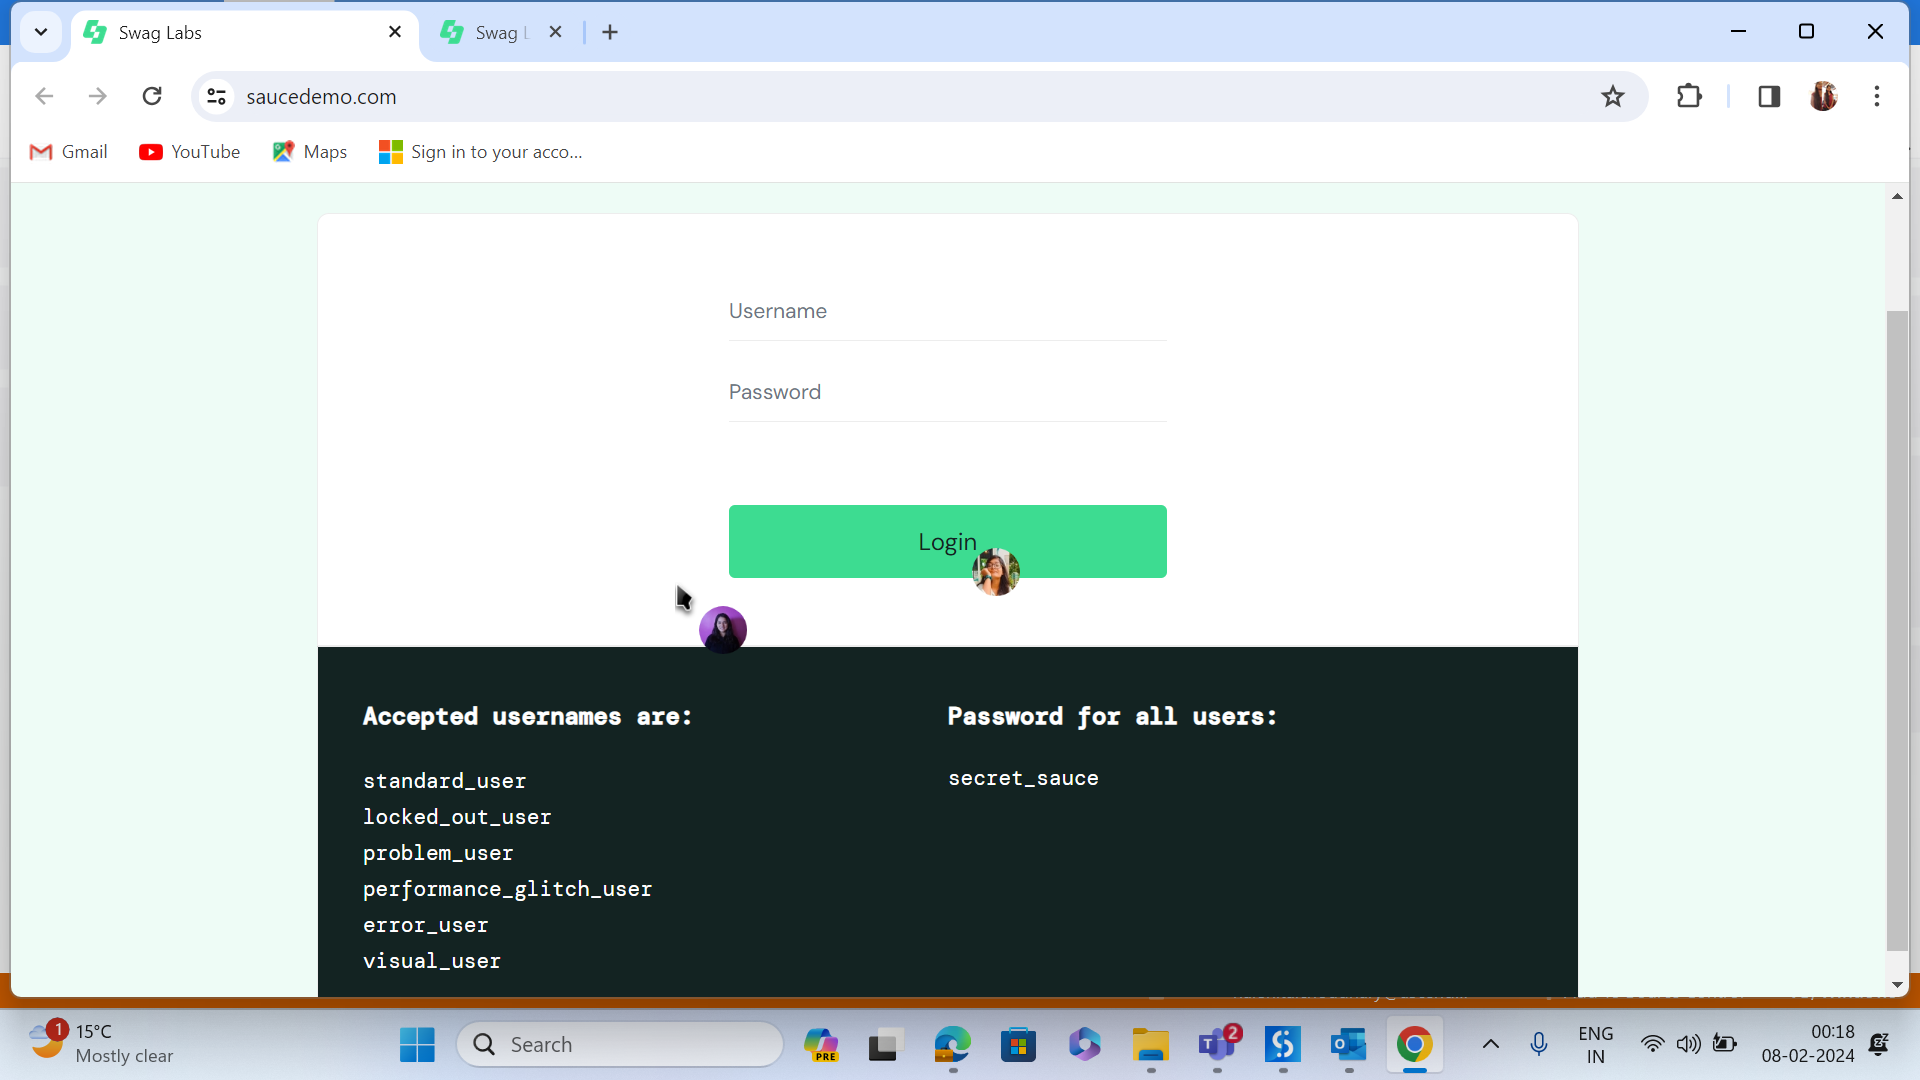 Swag Labs
Swag L
saucedemo.com
Gmail
YouTube
Maps
Sign in to your acco...
Username
Password
Login
Accepted usernames are:
standard_user
locked_out_user
problem_user
performance_glitch_user
error_user
visual_user
Password for all users:
secret_sauce
1
15°C
Mostly clear
Search
PRE
T
2
ENG
IN
00:18
08-02-2024